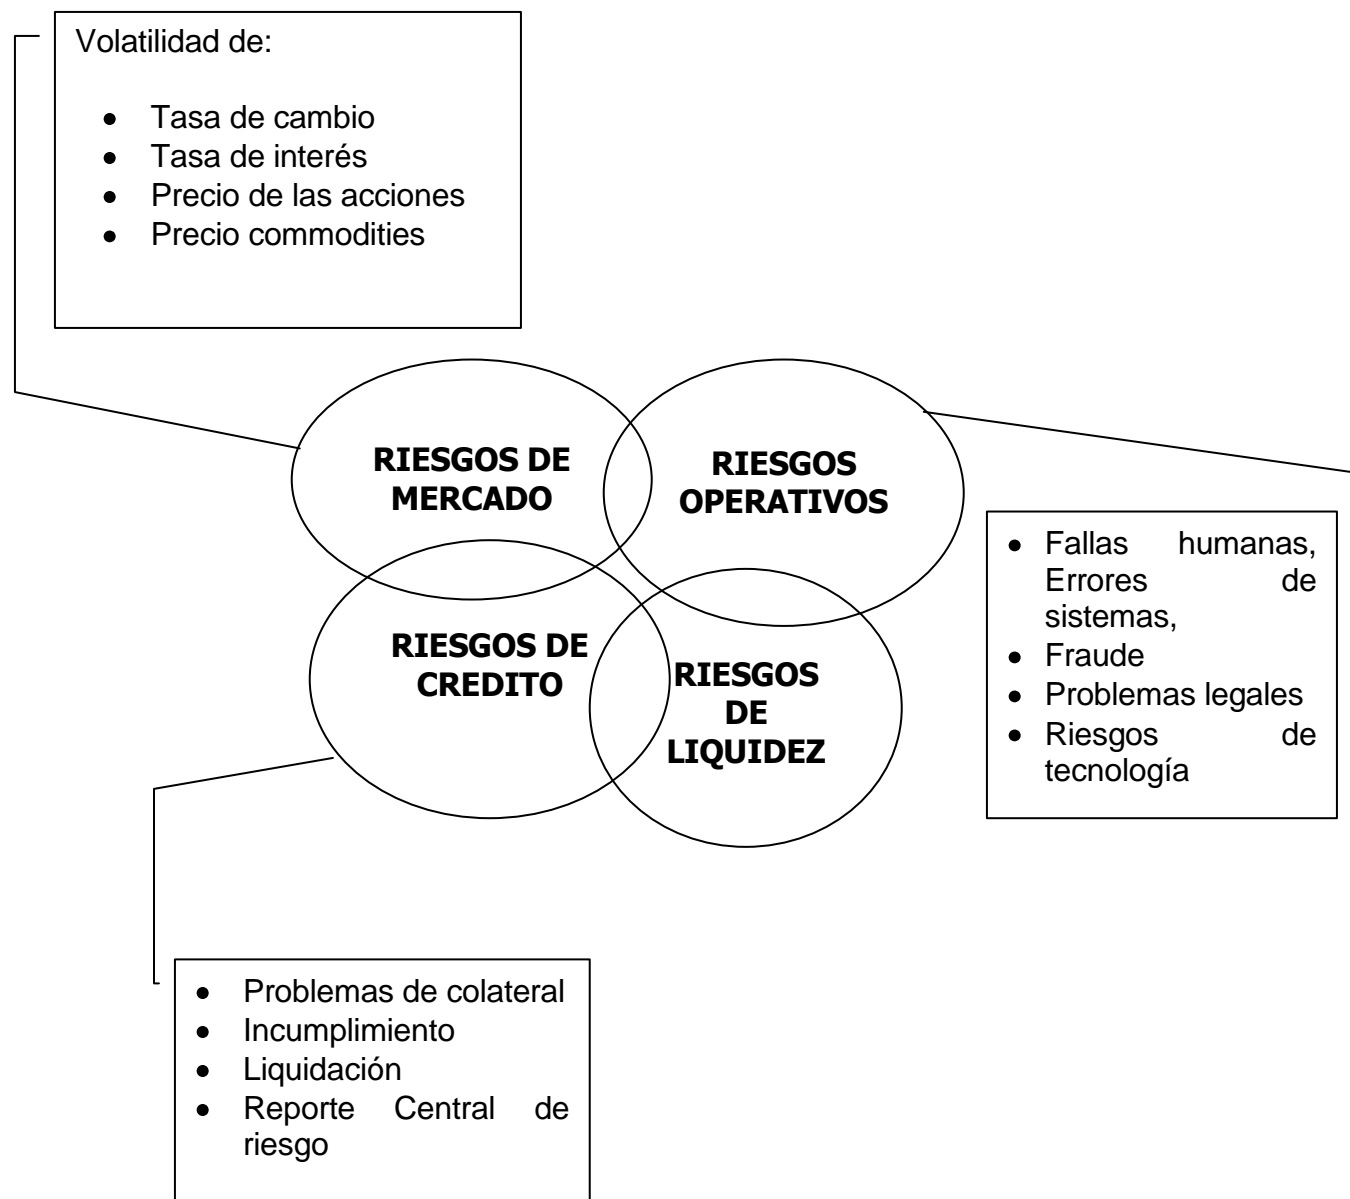 Volatilidad de:
• Tasa de cambio
• Tasa de interés
• Precio de las acciones
• Precio commodities
RIESGOS DE
MERCADO
RIESGOS
OPERATIVOS
• Fallas humanas,
Errores de
sistemas,
• Fraude
• Problemas legales
• Riesgos de
tecnología
RIESGOS DE
CREDITO
RIESGOS
DE
LIQUIDEZ
• Problemas de colateral
• Incumplimiento
• Liquidación
• Reporte Central de
riesgo